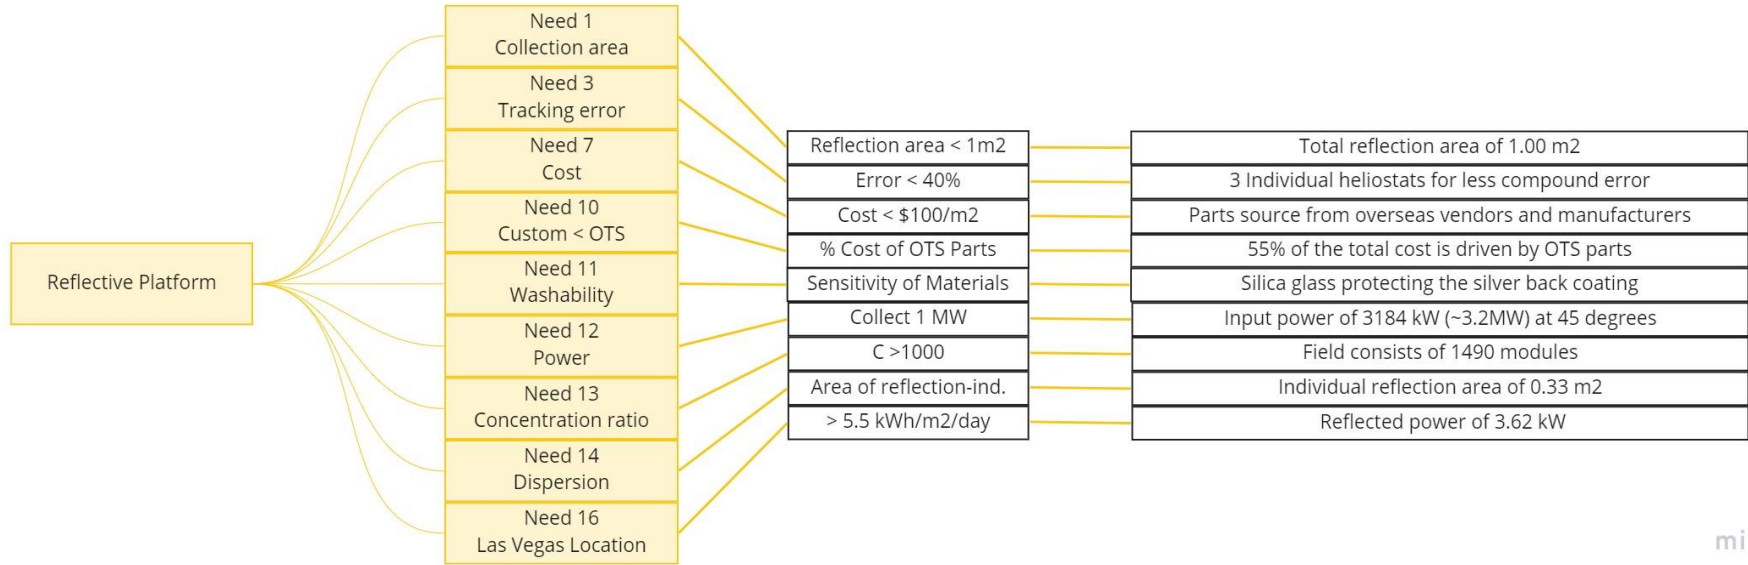 Reflective Platform
Need 1
Collection area
Need 3
Tracking error
Need 7
Cost
Need 10
Custom < OTS
Need 11
Washability
Need 12
Power
Need 13
Concentration ratio
Need 14
Dispersion
Need 16
Las Vegas Location
Reflection area < 1m2
Error < 40%
Cost < $100/m2
% Cost of OTS Parts
Sensitivity of Materials
Collect 1 MW
C >1000
Area of reflection-ind.
> 5.5 kWh/m2/day
Total reflection area of 1.00 m2
3 Individual heliostats for less compound error
Parts source from overseas vendors and manufacturers
55% of the total cost is driven by OTS parts
Silica glass protecting the silver back coating
Input power of 3184 kW (~3.2MW) at 45 degrees
Field consists of 1490 modules
Individual reflection area of 0.33 m2
Reflected power of 3.62 kW
mi